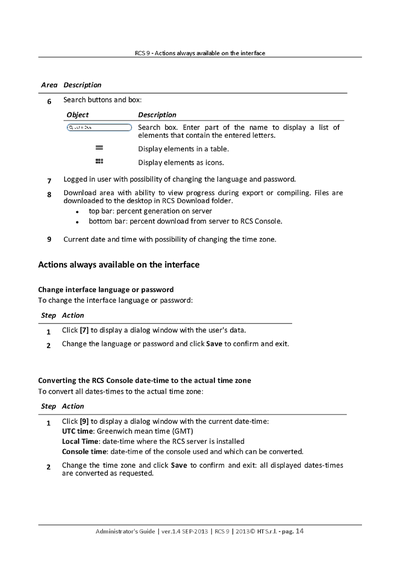 RCS 9 - Actions always available on the interface
Area Description
6 Search buttons and box:
Object Description
Search box. Enter part of the name to display a list of
elements that contain the entered letters.
Display elements in a table.
Display elements as icons.
7 Logged in user with possibility of changing the language and password.
8 Download area with ability to view progress during export or compiling. Files are
downloaded to the desktop in RCS Download folder.
• top bar: percent generation on server
• bottom bar: percent download from server to RCS Console.
9 Current date and time with possibility of changing the time zone.
Actions always available on the interface
Change interface language or password
To change the interface language or password:
Step Action
1 Click [7] to display a dialog window with the user's data.
2 Change the language or password and click Save to confirm and exit.
Converting the RCS Console date-time to the actual time zone
To convert all dates-times to the actual time zone:
Step Action
1 Click [9] to display a dialog window with the current date-time:
UTC time: Greenwich mean time (GMT)
Local Time: date-time where the RCS server is installed
Console time: date-time of the console used and which can be converted.
2 Change the time zone and click Save to confirm and exit: all displayed dates-times
are converted as requested.
Administrator's Guide | ver.1.4 SEP-2013 | RCS 9 | 2013© HT S.r.l. - pag. 14